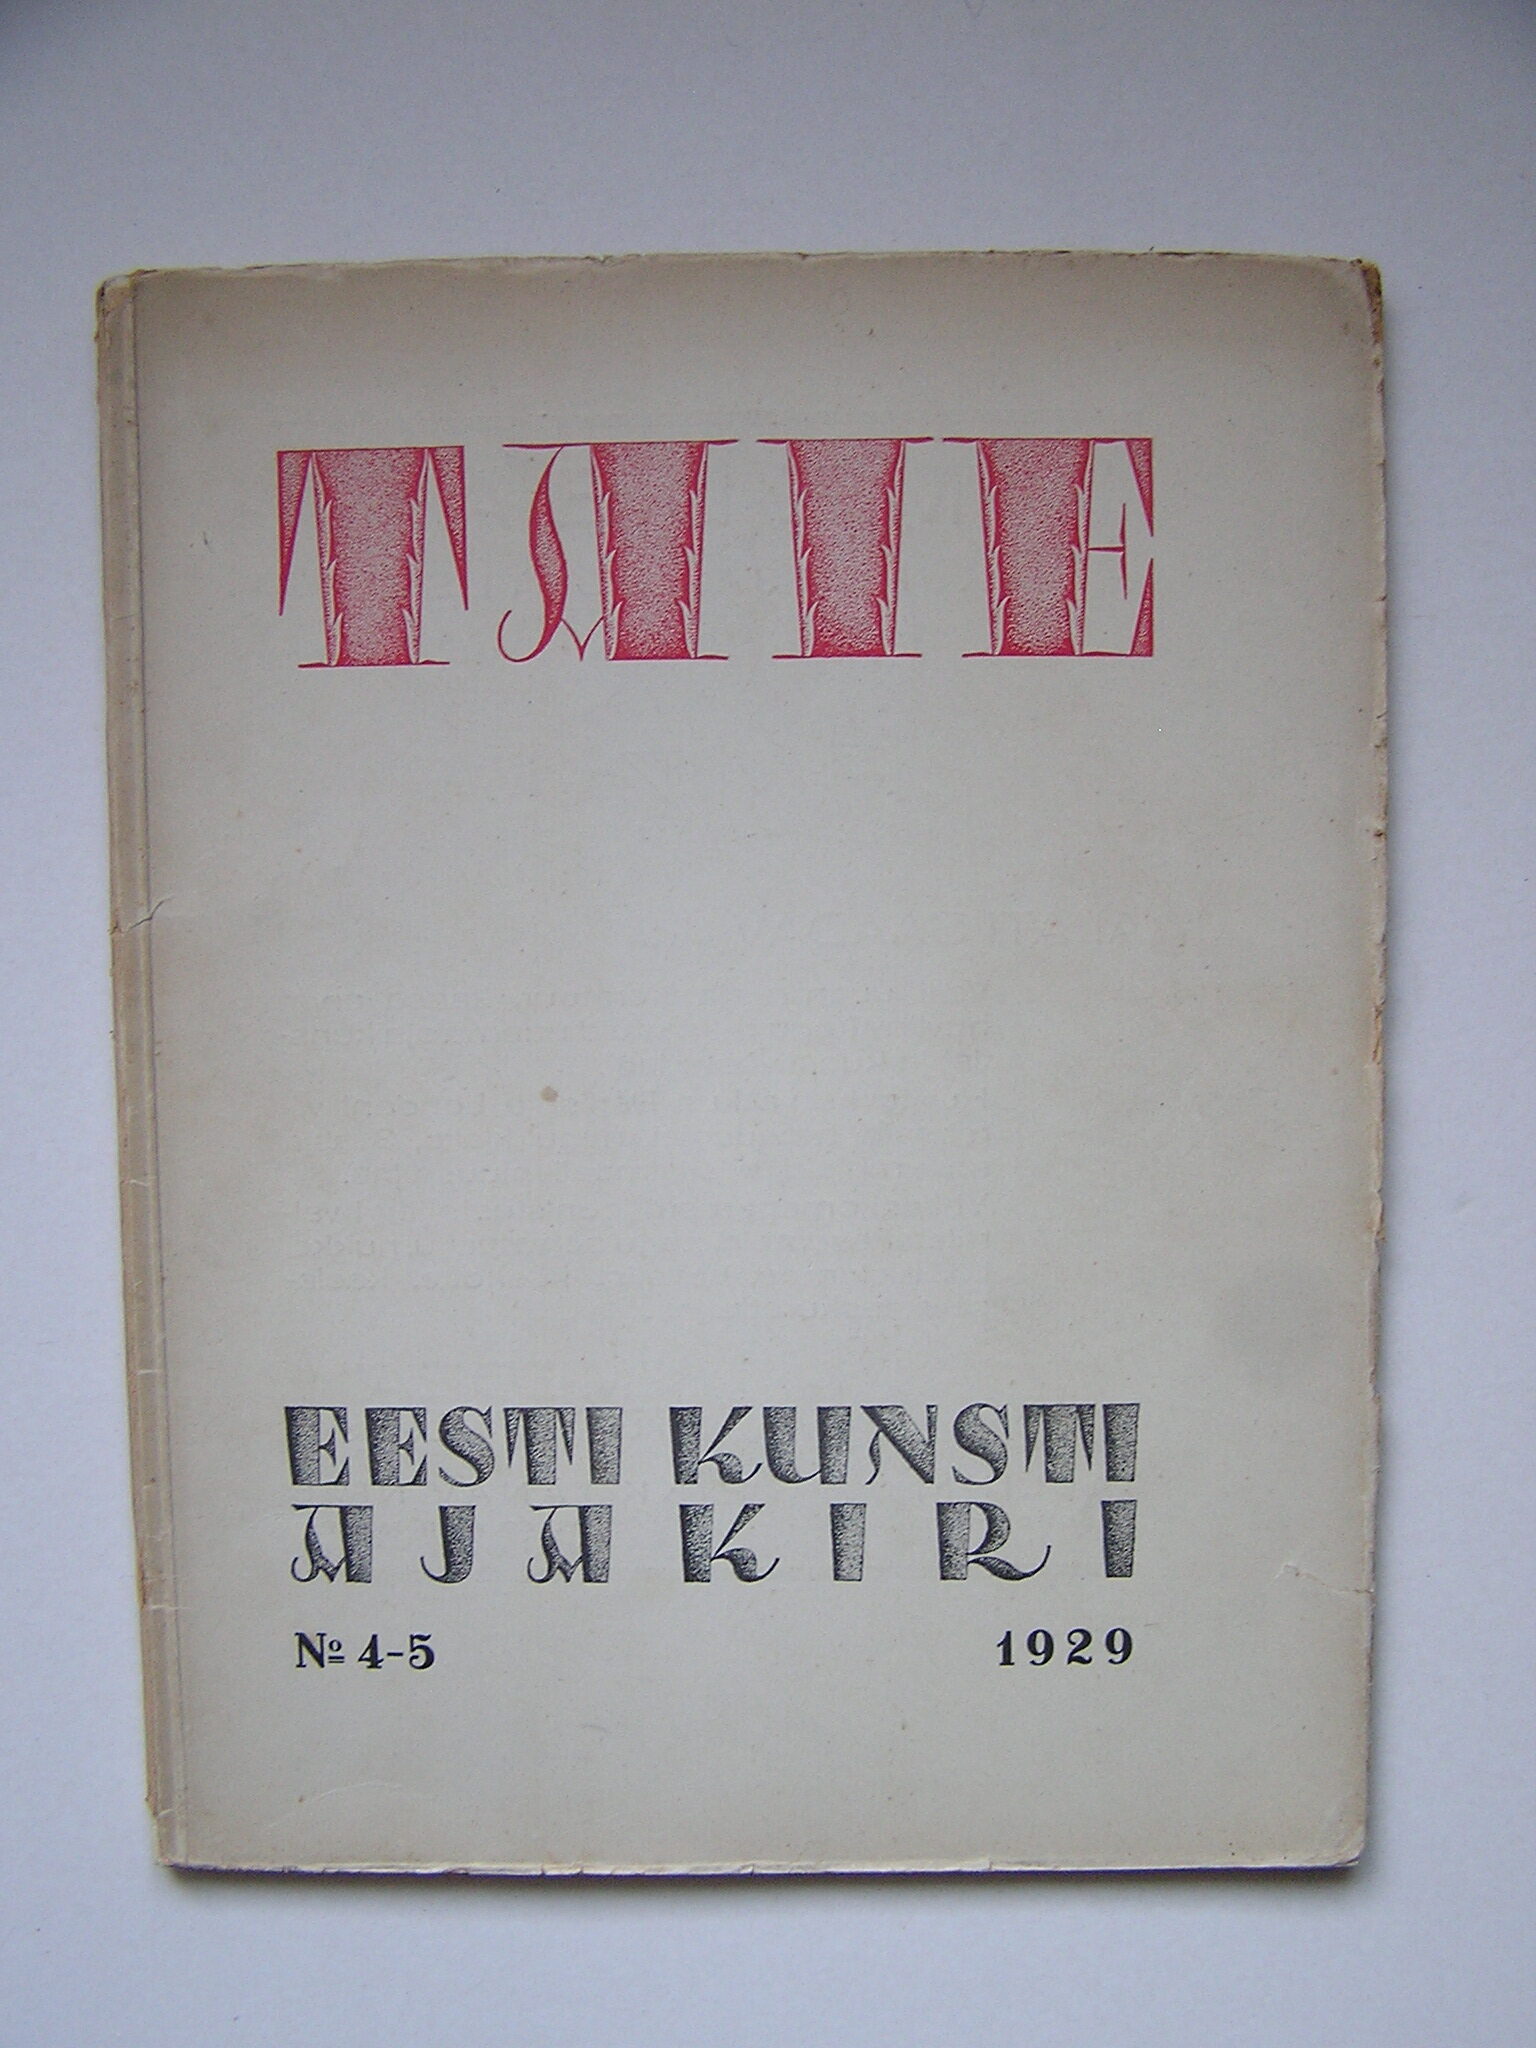 TAIE
EESTI KUNSTI
AJAKIRI
№ 4-5 1929